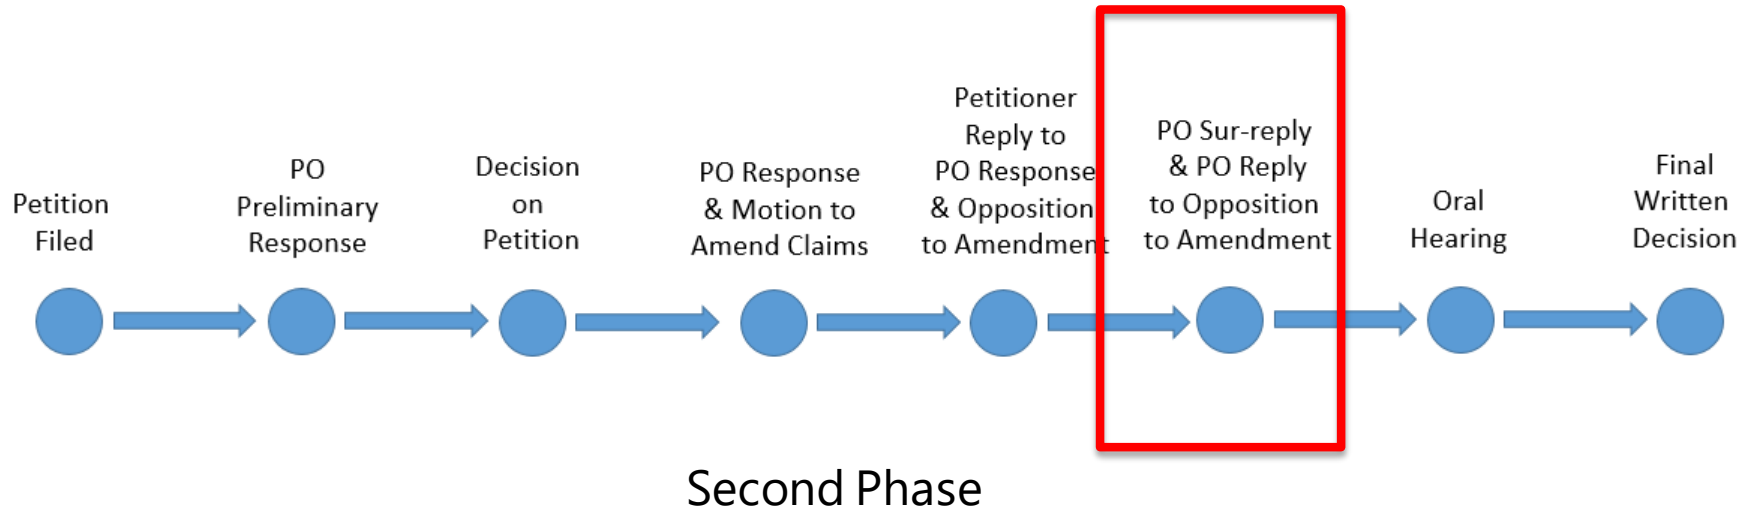 Petition
Filed
PO
Preliminary
Response
Decision
on
Petition
PO Response
& Motion to
Amend Claims
Petitioner
Reply to
PO Response
& Opposition
to Amendment
PO Sur-reply
& PO Reply
to Opposition
to Amendment
Oral
Hearing
Final
Written
Decision
Second Phase